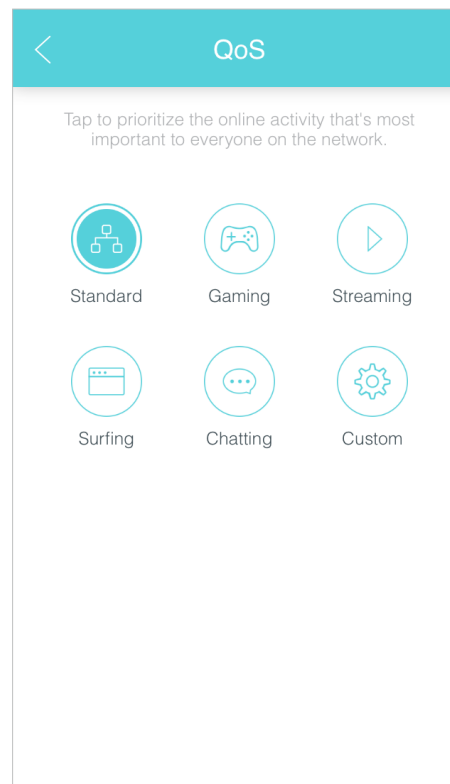 QoS
Tap to prioritize the online activity that's most
important to everyone on the network.
Standard
Gaming
Streaming
Surfing
Chatting
Custom